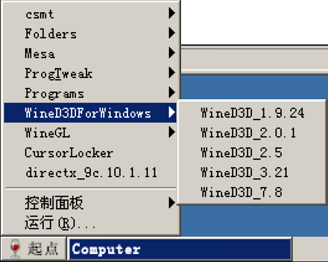 csmt
Folders
Mesa
ProgTweak
Programs
WineD3DForWindows
WineGL
CursorLocker
directx_9c.10.1.11
控制面板
运行(R)...
WineD3D_1.9.24
WineD3D_2.0.1
WineD3D_2.5
WineD3D_3.21
WineD3D_7.8
起点
Computer